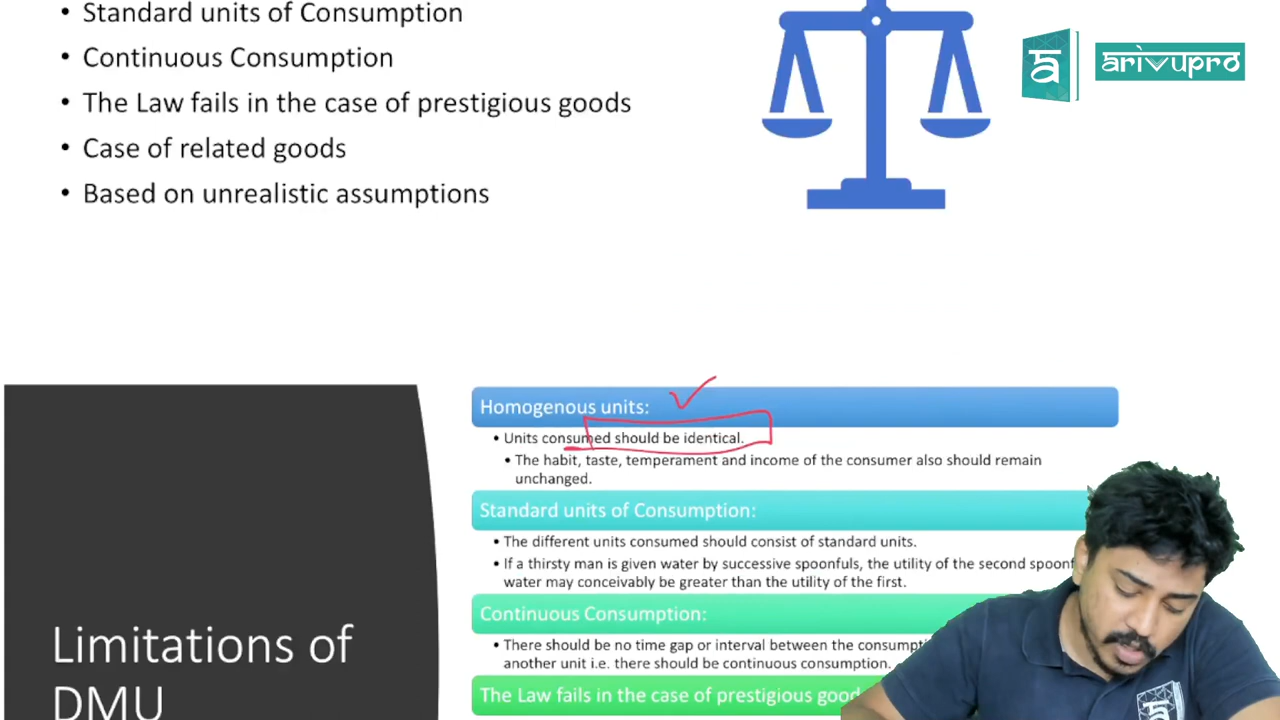 • Standard units of Consumption
• Continuous Consumption
• The Law fails in the case of prestigious goods
• Case of related goods
• Based on unrealistic assumptions
arivupro
Homogenous units:
• Units consumed should be identical.
• The habit, taste, temperament and income of the consumer also should remain
unchanged.
Standard units of Consumption:
• The different units consumed should consist of standard units.
• If a thirsty man is given water by successive spoonfuls, the utility of the second
water may conceivably be greater than the utility of the first.
Continuous Consumption:
• There should be no time gap or interval between the
another unit i.e. there should be continuous consumption.
The Law fails in the case of prestigious
Limitations of
DMU